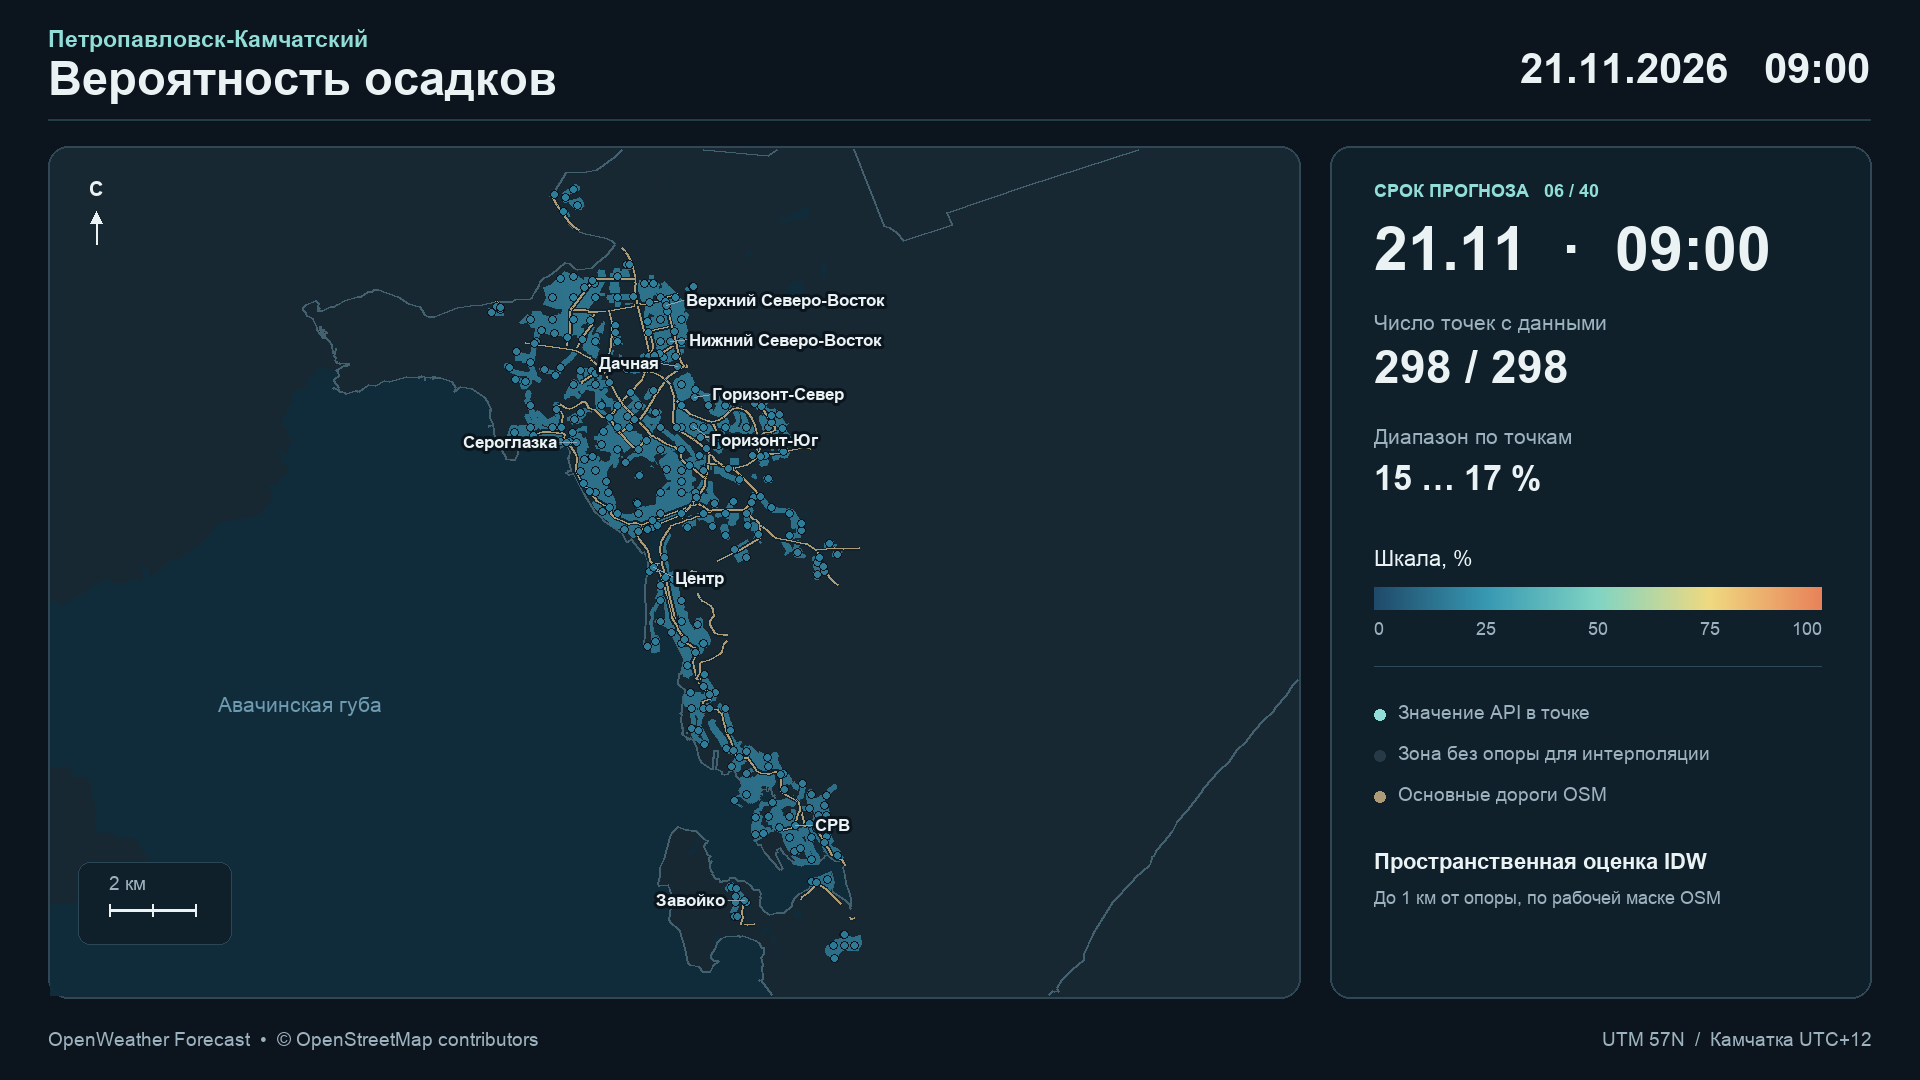 Петропавловск-Камчатский
Вероятность осадков
21.11.2026 09:00
С
Верхний Северо-Восток
Нижний Северо-Восток
Дачная
Горизонт-Север
Горизонт-Юг
Сероглазка
Центр
Авачинская губа
СРВ
Завойко
2 км
СРОК ПРОГНОЗА 06 / 40
21.11 · 09:00
Число точек с данными
298 / 298
Диапазон по точкам
15 … 17 %
Шкала, %
0 25 50 75 100
Значение API в точке
Зона без опоры для интерполяции
Основные дороги OSM
Пространственная оценка IDW
До 1 км от опоры, по рабочей маске OSM
OpenWeather Forecast • © OpenStreetMap contributors
UTM 57N / Камчатка UTC+12